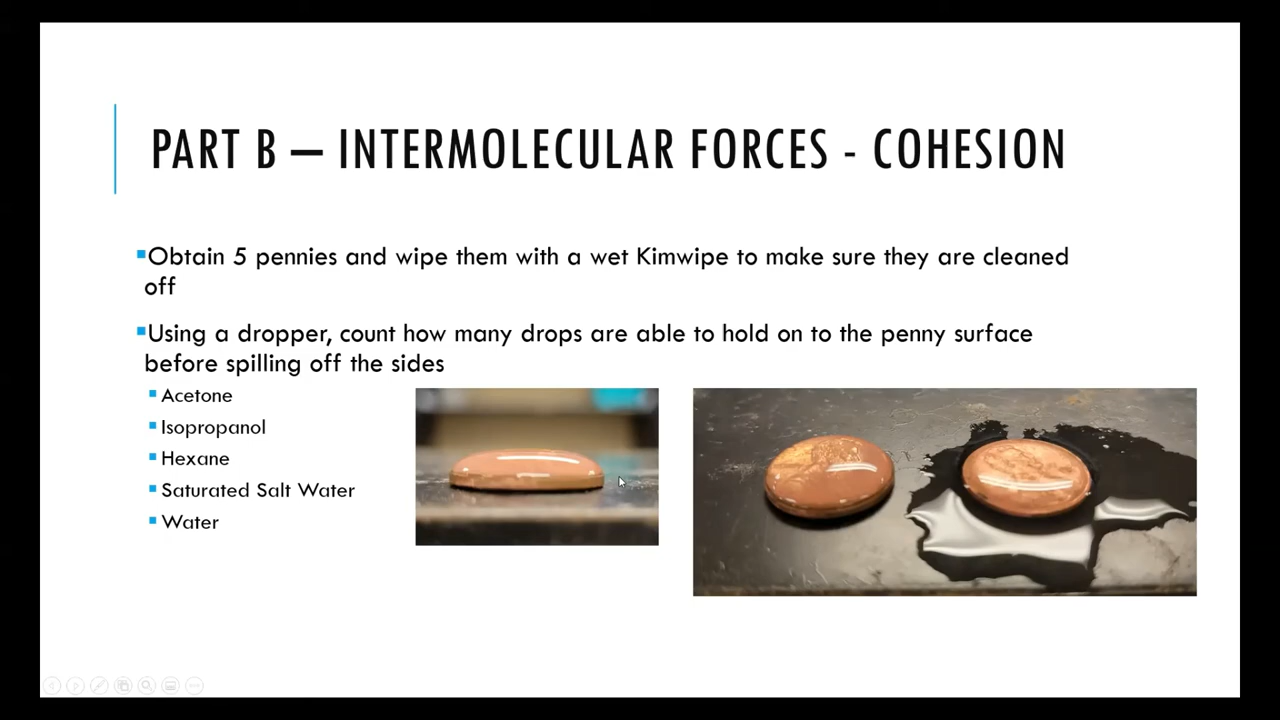 PART B – INTERMOLECULAR FORCES - COHESION
Obtain 5 pennies and wipe them with a wet Kimwipe to make sure they are cleaned
off
Using a dropper, count how many drops are able to hold on to the penny surface
before spilling off the sides
Acetone
Isopropanol
Hexane
Saturated Salt Water
Water